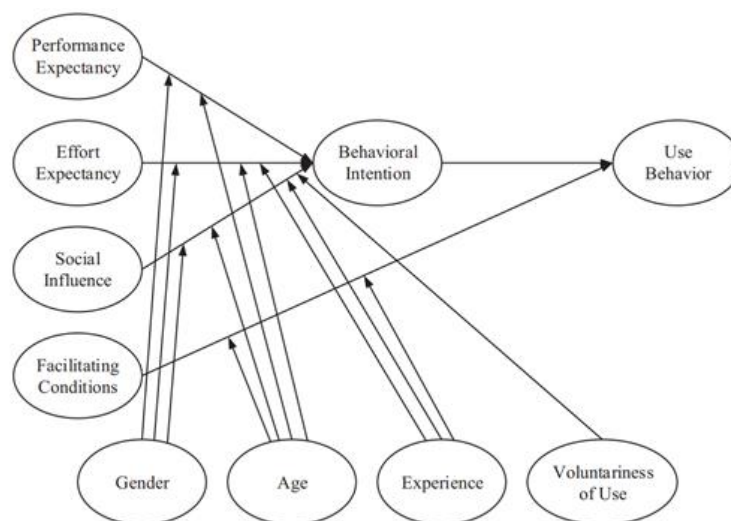 Performance
Expectancy
Effort
Expectancy
Behavioral
Intention
Use
Behavior
Social
Influence
Facilitating
Conditions
Gender
Age
Experience
Voluntariness
of Use